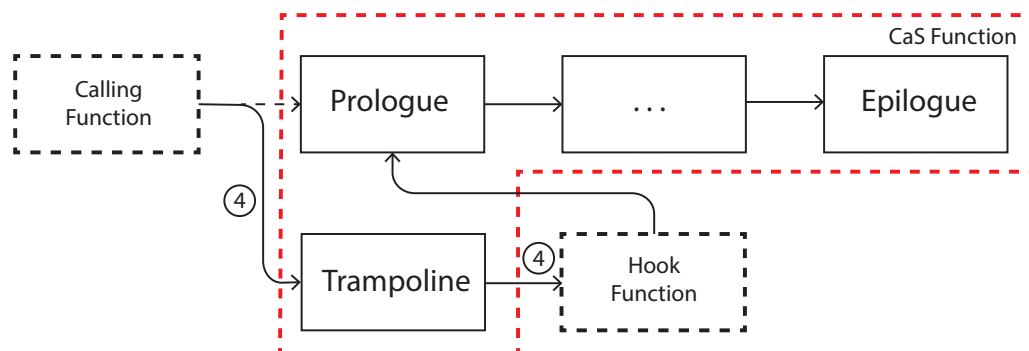 CaS Function
Calling
Function
Prologue
...
Epilogue
4
Trampoline
4
Hook
Function